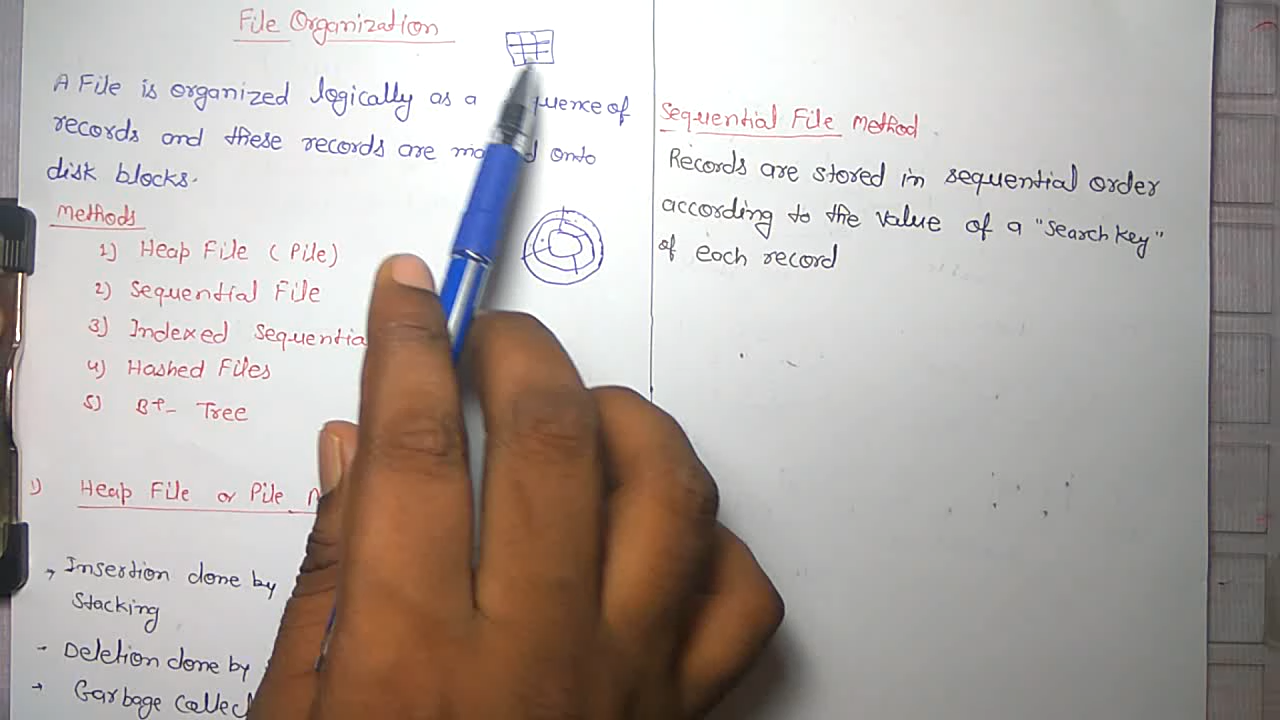 File Organization
A File is organized logically as a of
records and these records are onto
disk blocks.
Methods
1) Heap File (Pile)
2) Sequential File
3) Indexed
4) Hashed Files
5) B+- Tree
1) Heap File or Pile
→ Insertion done by
Stacking
- Deletion done by
→ Garbage
Sequential File Method
Records are stored in sequential order
according to the value of a "Search key"
of each record